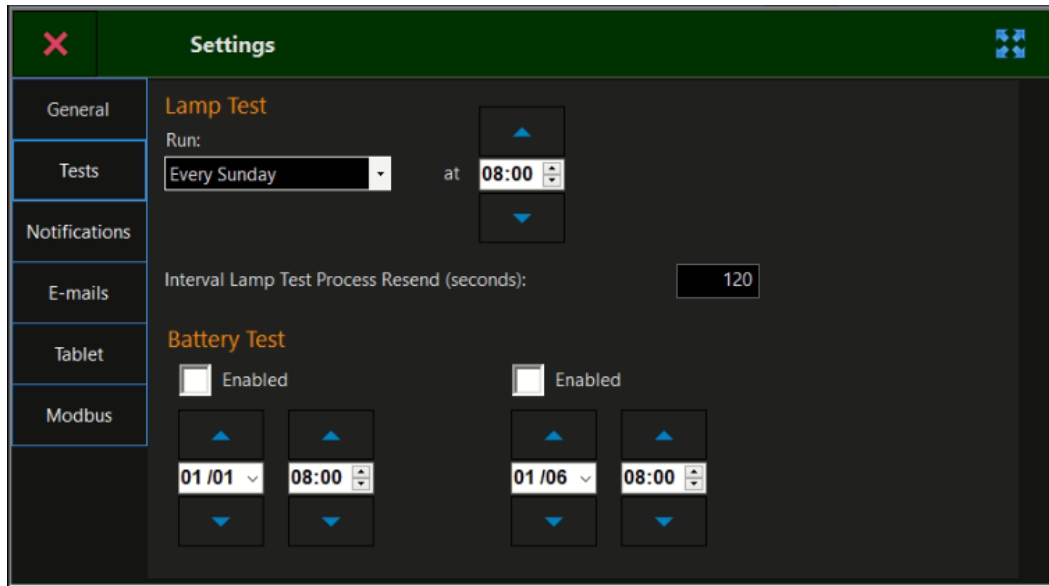 Settings
General
Tests
Notifications
E-mails
Tablet
Modbus
Lamp Test
Run:
Every Sunday at 08:00
Interval Lamp Test Process Resend (seconds): 120
Battery Test
Enabled Enabled
01 /01 08:00 01 /06 08:00